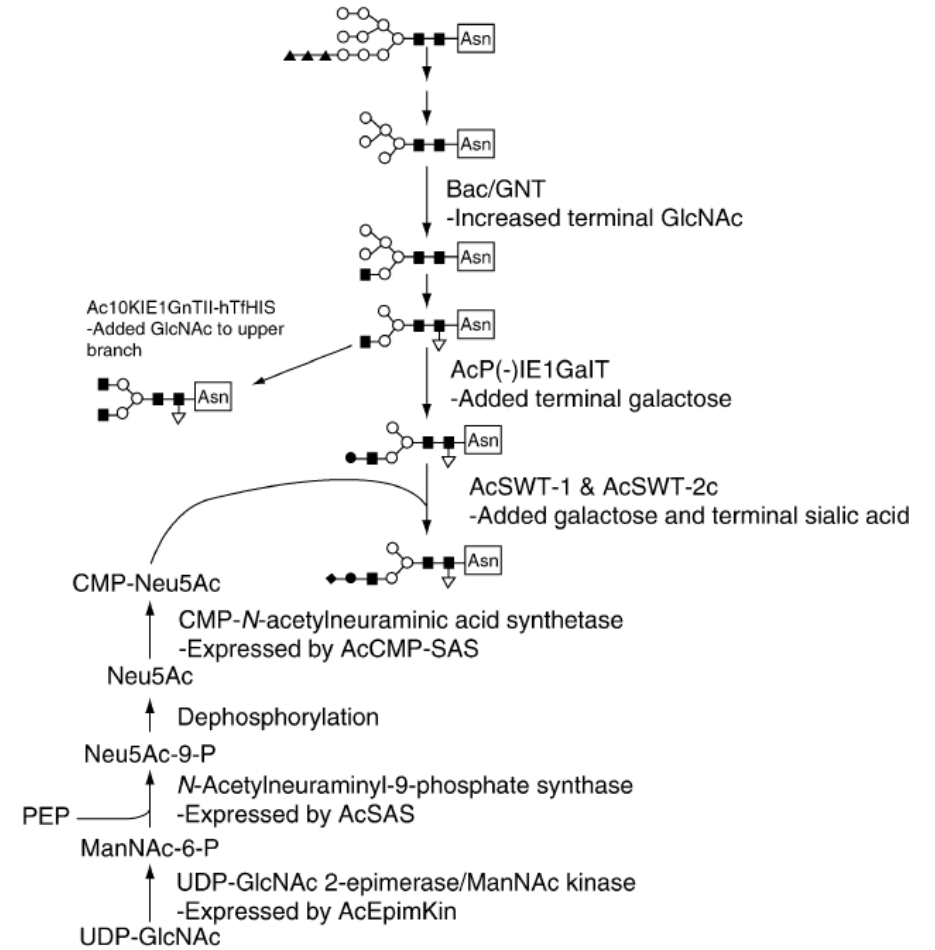 Asn
Asn
Bac/GNT
-Increased terminal GlcNAc
Asn
Ac10KIE1GnTII-hTfHIS
-Added GlcNAc to upper
branch
Asn
Asn
AcP(-)IE1GalT
-Added terminal galactose
Asn
AcSWT-1 & AcSWT-2c
-Added galactose and terminal sialic acid
Asn
CMP-Neu5Ac
CMP-N-acetylneuraminic acid synthetase
-Expressed by AcCMP-SAS
Neu5Ac
Dephosphorylation
Neu5Ac-9-P
N-Acetylneuraminyl-9-phosphate synthase
-Expressed by AcSAS
PEP
ManNAc-6-P
UDP-GlcNAc 2-epimerase/ManNAc kinase
-Expressed by AcEpimKin
UDP-GlcNAc